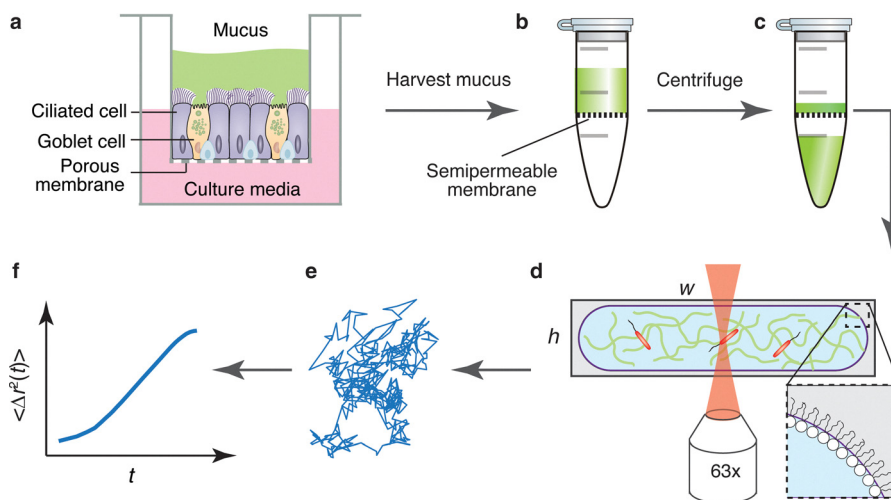 a
Mucus
Ciliated cell
Goblet cell
Porous
membrane
Culture media
Harvest mucus
b
Semipermeable
membrane
Centrifuge
c
d
w
h
63x
e
f
<Δr²(t)>
t